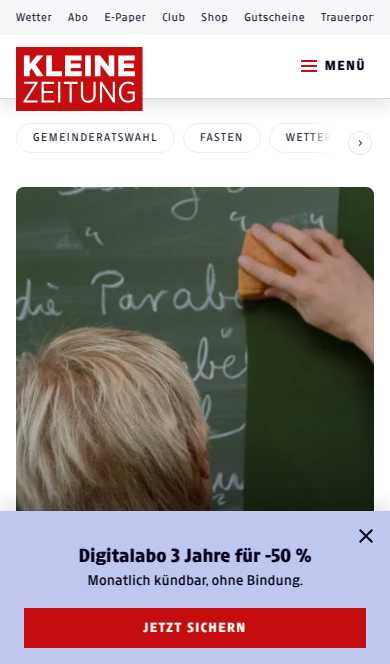 Wetter Abo E-Paper Club Shop Gutscheine Trauerpor
KLEINE
ZEITUNG
MENÜ
GEMEINDERATSWAHL FASTEN WETTE
die Parabe
Digitalabo 3 Jahre für -50 %
Monatlich kündbar, ohne Bindung.
JETZT SICHERN